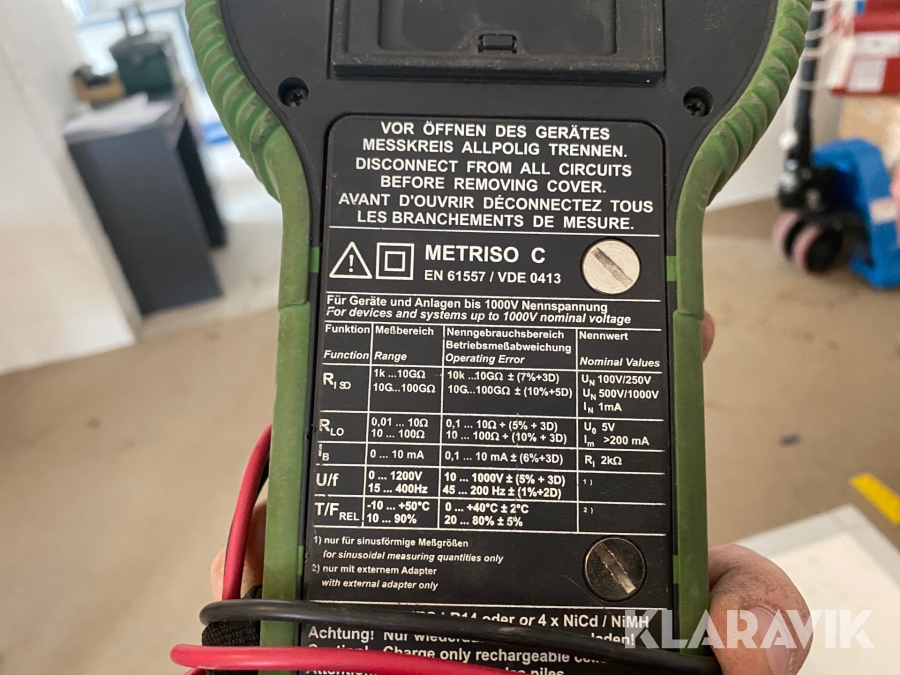 VOR ÖFFNEN DES GERÄTES
MESSKREIS ALLPOLIG TRENNEN.
DISCONNECT FROM ALL CIRCUITS
BEFORE REMOVING COVER.
AVANT D'OUVRIR DÉCONNECTEZ TOUS
LES BRANCHEMENTS DE MESURE.
METRISO C
EN 61557 / VDE 0413
Für Geräte und Anlagen bis 1000V Nennspannung
For devices and systems up to 1000V nominal voltage
Funktion Meßbereich Nenngebrauchsbereich Nennwert
Betriebsmeßabweichung
Function Range Operating Error Nominal Values
RISO 1k ...10GΩ 10k ...10GΩ ± (7%+3D) UN 100V/250V
10G...100GΩ 10G...100GΩ ± (10%+5D) UN 500V/1000V
IN 1mA
RLO 0,01 ... 10Ω 0,1 ... 10Ω + (5% + 3D) U0 5V
10 ... 100Ω 10 ... 100Ω + (10% + 3D) Im >200 mA
IB 0 ... 10 mA 0,1 ... 10 mA ± (6%+3D) RI 2kΩ
U/f 0 ... 1200V 10 ... 1000V ± (5% + 3D) 1)
15 ... 400Hz 45 ... 200 Hz ± (1%+2D)
T/FREL -10 ... +50°C 0 ... +40°C ± 2°C 2)
10 ... 90% 20 ... 80% ± 5%
1) nur für sinusförmige Meßgrößen
for sinusoidal measuring quantities only
2) nur mit externem Adapter
with external adapter only
oder or 4 x NiCd / NiMH
Achtung! Nur
Charge only rechargeable
KLARAVIK